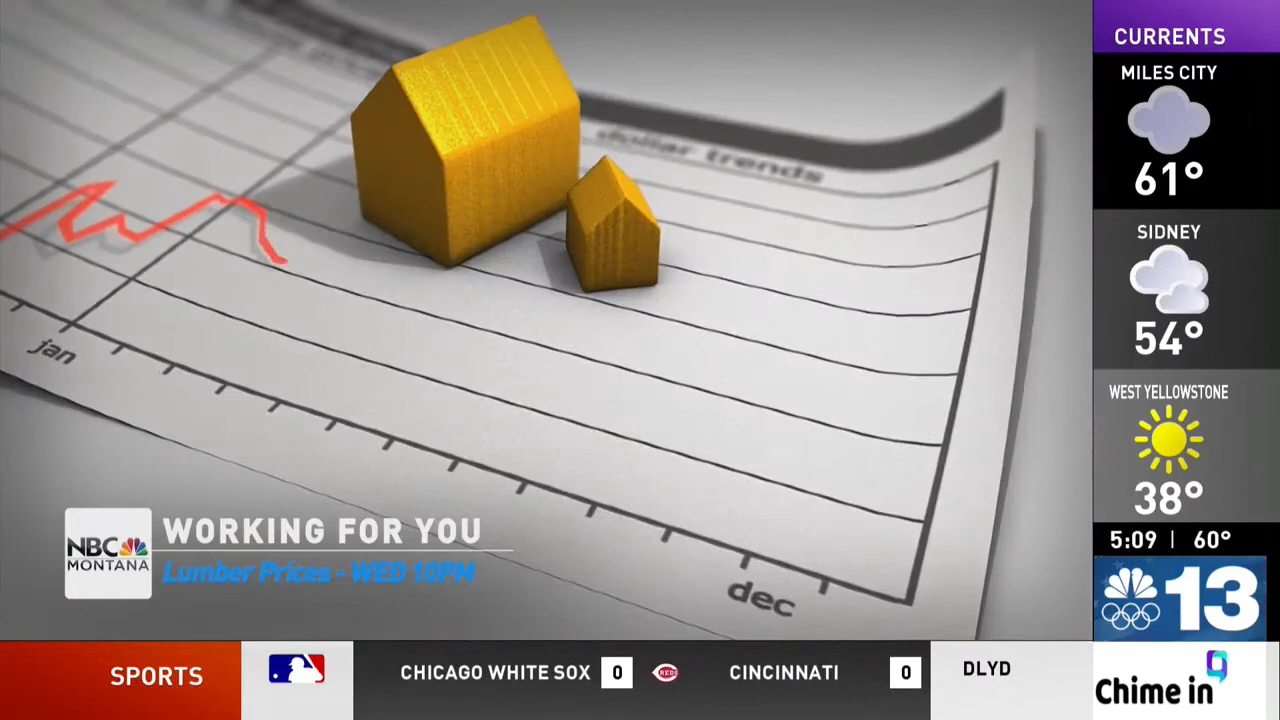 dollar trends
jan
dec
NBC
MONTANA
WORKING FOR YOU
Lumber Prices - WED 10PM
CURRENTS
MILES CITY
61°
SIDNEY
54°
WEST YELLOWSTONE
38°
5:09 | 60°
13
SPORTS
CHICAGO WHITE SOX 0 REDS CINCINNATI 0 DLYD
Chime in